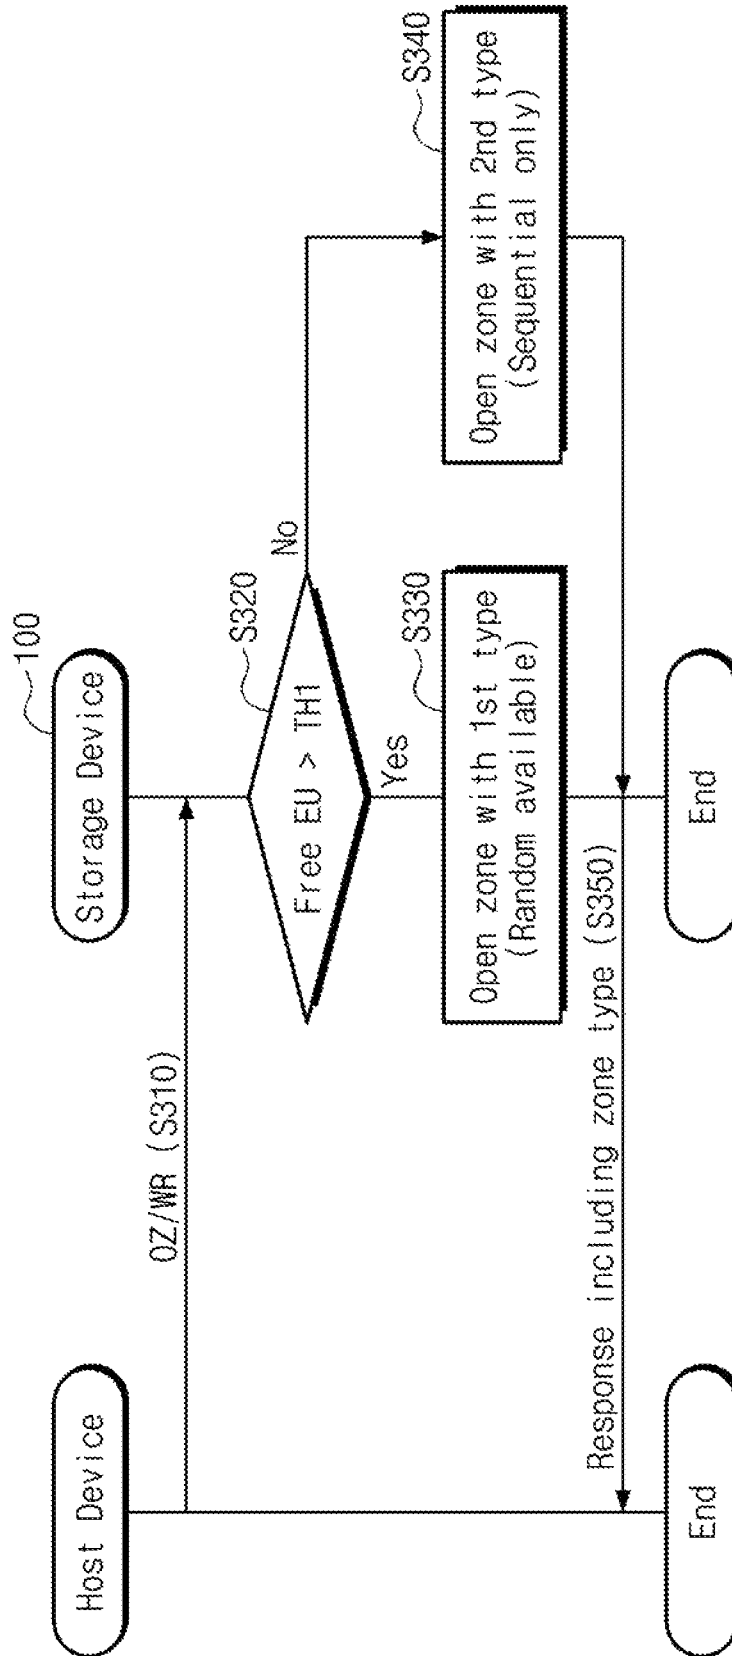 Host Device
Storage Device
100
OZ/WR (S310)
Free EU > TH1
S320
No
Yes
S330
Open zone with 1st type
(Random available)
S340
Open zone with 2nd type
(Sequential only)
Response including zone type (S350)
End
End